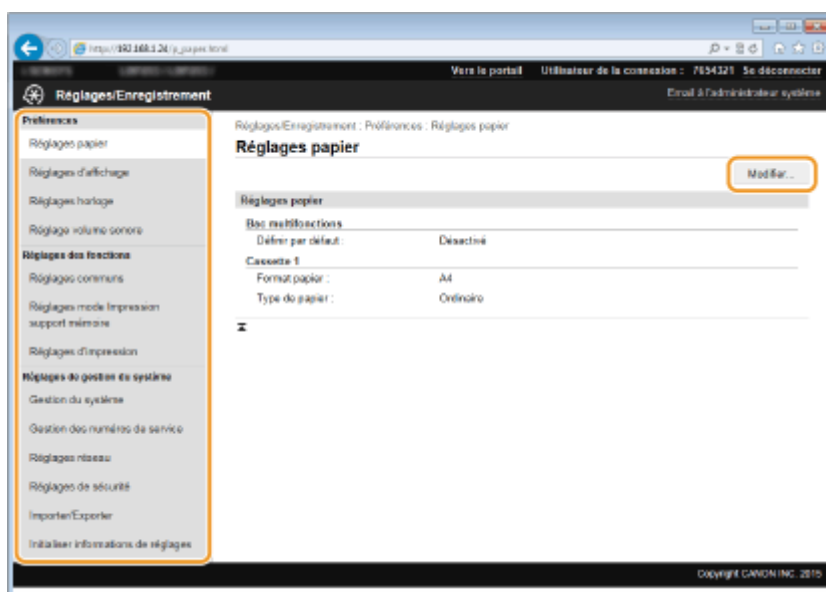 http://192.168.1.24/p_paper.html
Vers le portail Utilisateur de la connexion : 7654321 Se déconnecter
Réglages/Enregistrement
Email à l'administrateur système
Préférences
Réglages papier
Réglages d'affichage
Réglages horloge
Réglage volume sonore
Réglages des fonctions
Réglages communs
Réglages mode Impression
support mémoire
Réglages d'impression
Réglages de gestion du système
Gestion du système
Gestion des numéros de service
Réglages réseau
Réglages de sécurité
Importer/Exporter
Initialiser informations de réglages
Réglages/Enregistrement : Préférences : Réglages papier
Réglages papier
Modifier...
Réglages papier
Bac multifonctions
Définir par défaut : Désactivé
Cassette 1
Format papier : A4
Type de papier : Ordinaire
Copyright CANON INC. 2015